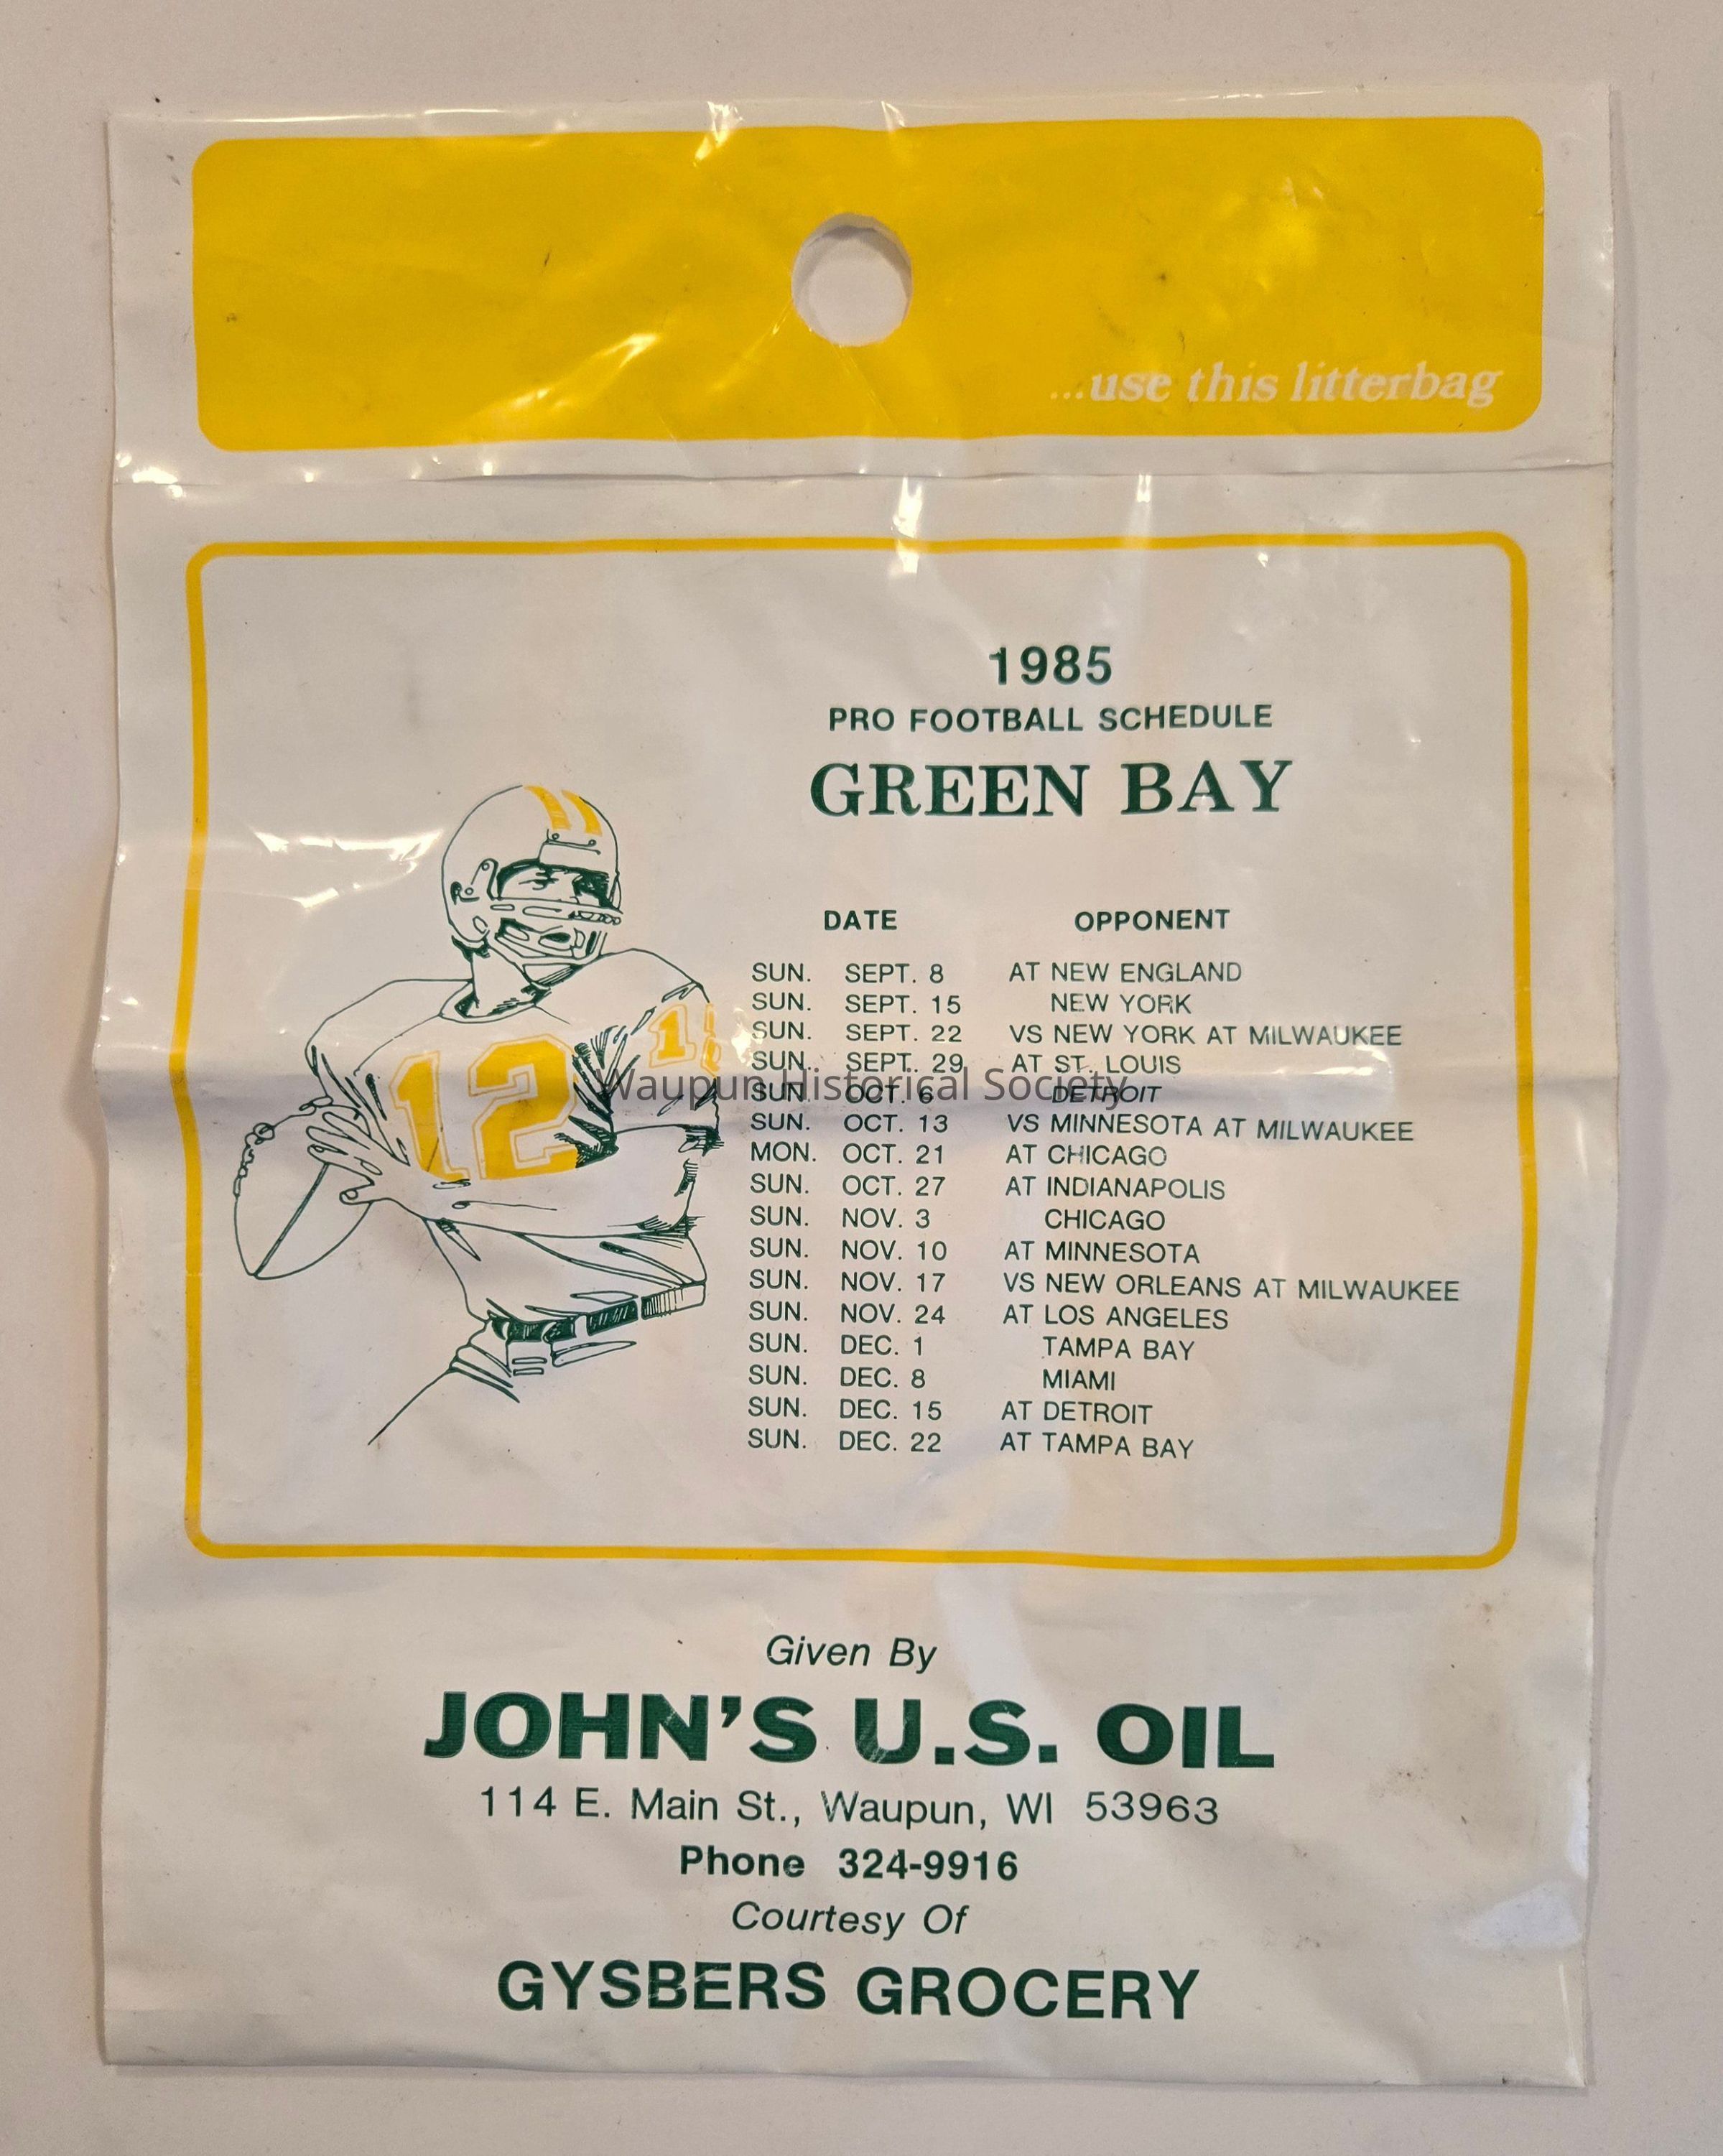 ...use this litterbag
1985
PRO FOOTBALL SCHEDULE
GREEN BAY
DATE OPPONENT
SUN. SEPT. 8 AT NEW ENGLAND
SUN. SEPT. 15 NEW YORK
SUN. SEPT. 22 VS NEW YORK AT MILWAUKEE
SUN. SEPT. 29 AT ST. LOUIS
SUN. OCT. 6 DETROIT
SUN. OCT. 13 VS MINNESOTA AT MILWAUKEE
MON. OCT. 21 AT CHICAGO
SUN. OCT. 27 AT INDIANAPOLIS
SUN. NOV. 3 CHICAGO
SUN. NOV. 10 AT MINNESOTA
SUN. NOV. 17 VS NEW ORLEANS AT MILWAUKEE
SUN. NOV. 24 AT LOS ANGELES
SUN. DEC. 1 TAMPA BAY
SUN. DEC. 8 MIAMI
SUN. DEC. 15 AT DETROIT
SUN. DEC. 22 AT TAMPA BAY
12
Waupun Historical Society
Given By
JOHN'S U.S. OIL
114 E. Main St., Waupun, WI 53963
Phone 324-9916
Courtesy Of
GYSBERS GROCERY